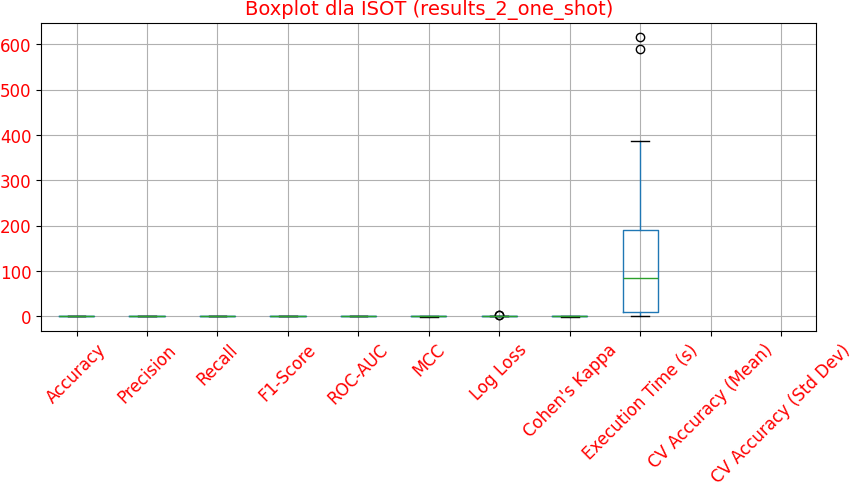 Boxplot dla ISOT (results_2_one_shot)
600
500
400
300
200
100
0
Accuracy
Precision
Recall
F1-Score
ROC-AUC
MCC
Log Loss
Cohen's Kappa
Execution Time (s)
CV Accuracy (Mean)
CV Accuracy (Std Dev)